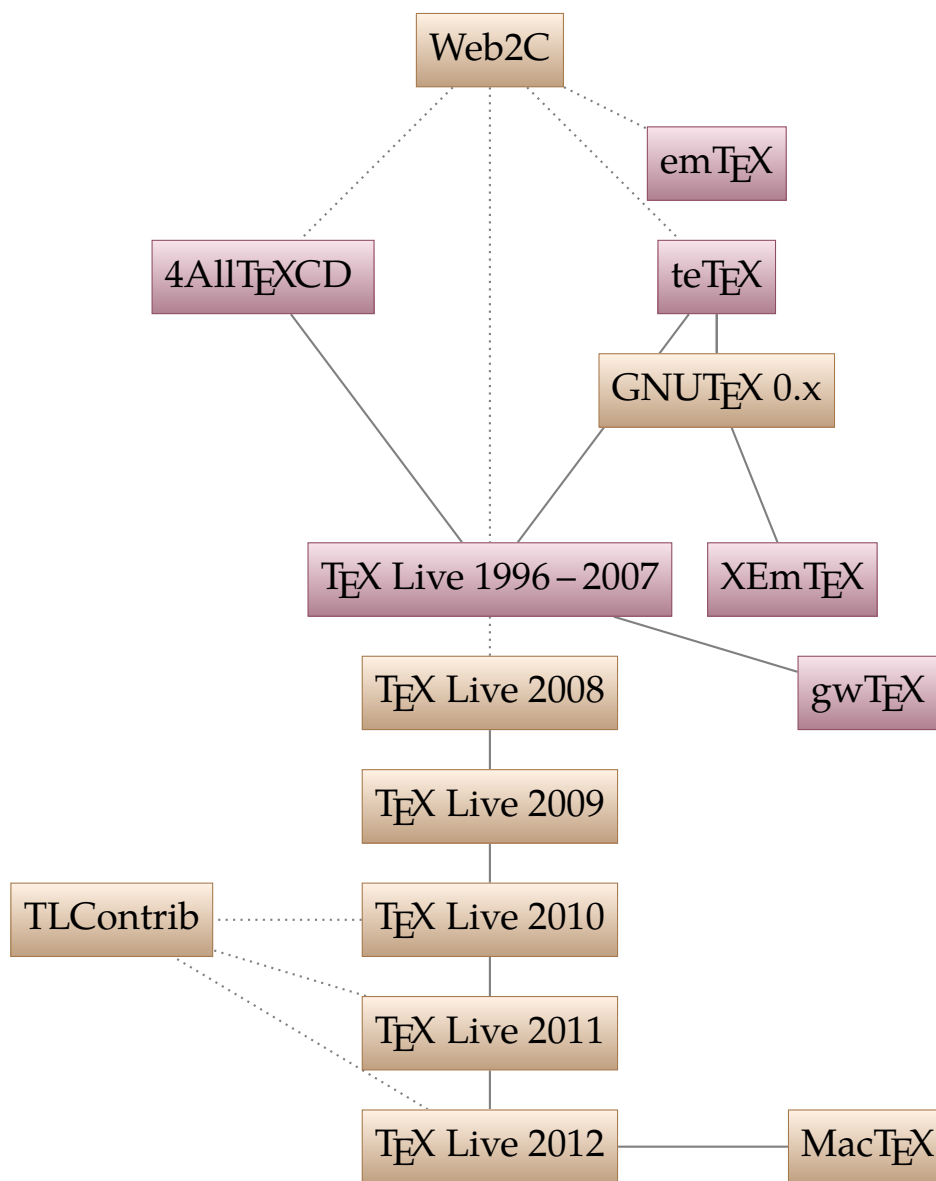 Web2C
emTEX
4AllTEXCD
teTEX
GNUTEX 0.x
TEX Live 1996–2007
XEmTEX
TEX Live 2008
gwTEX
TEX Live 2009
TLContrib
TEX Live 2010
TEX Live 2011
TEX Live 2012
MacTEX